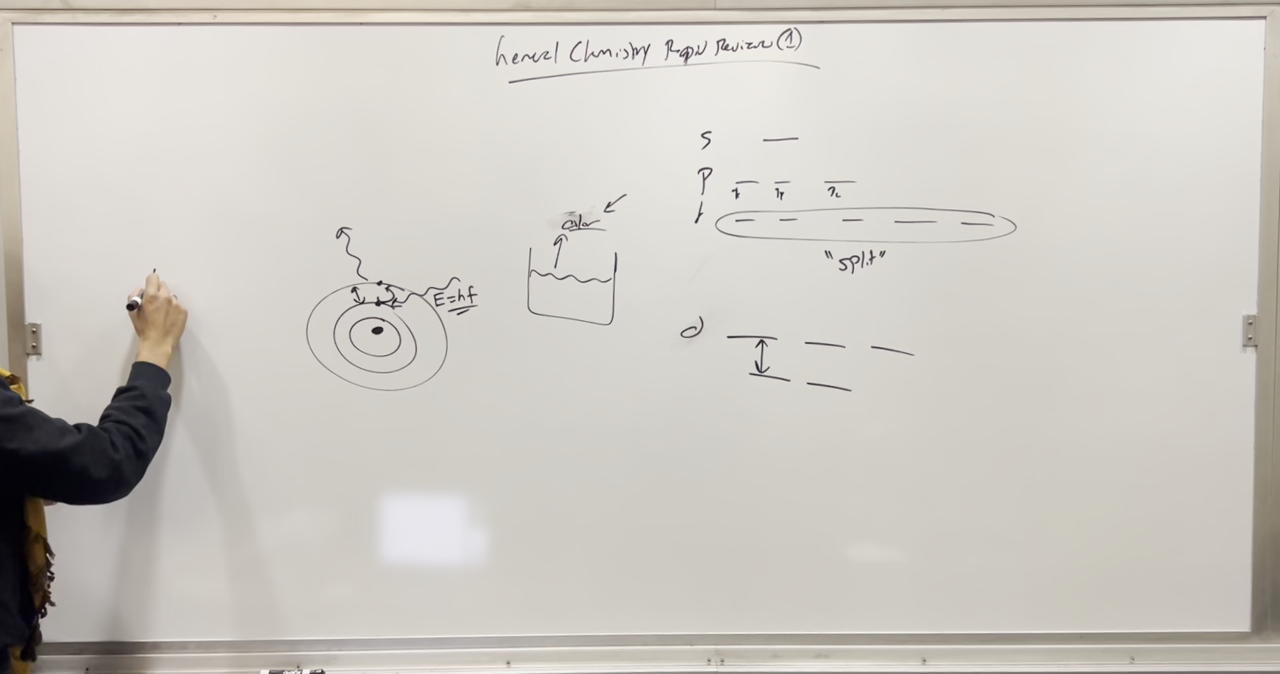 General Chemistry Rapid Review (1)
S
P
"split"
color
E=hf
d